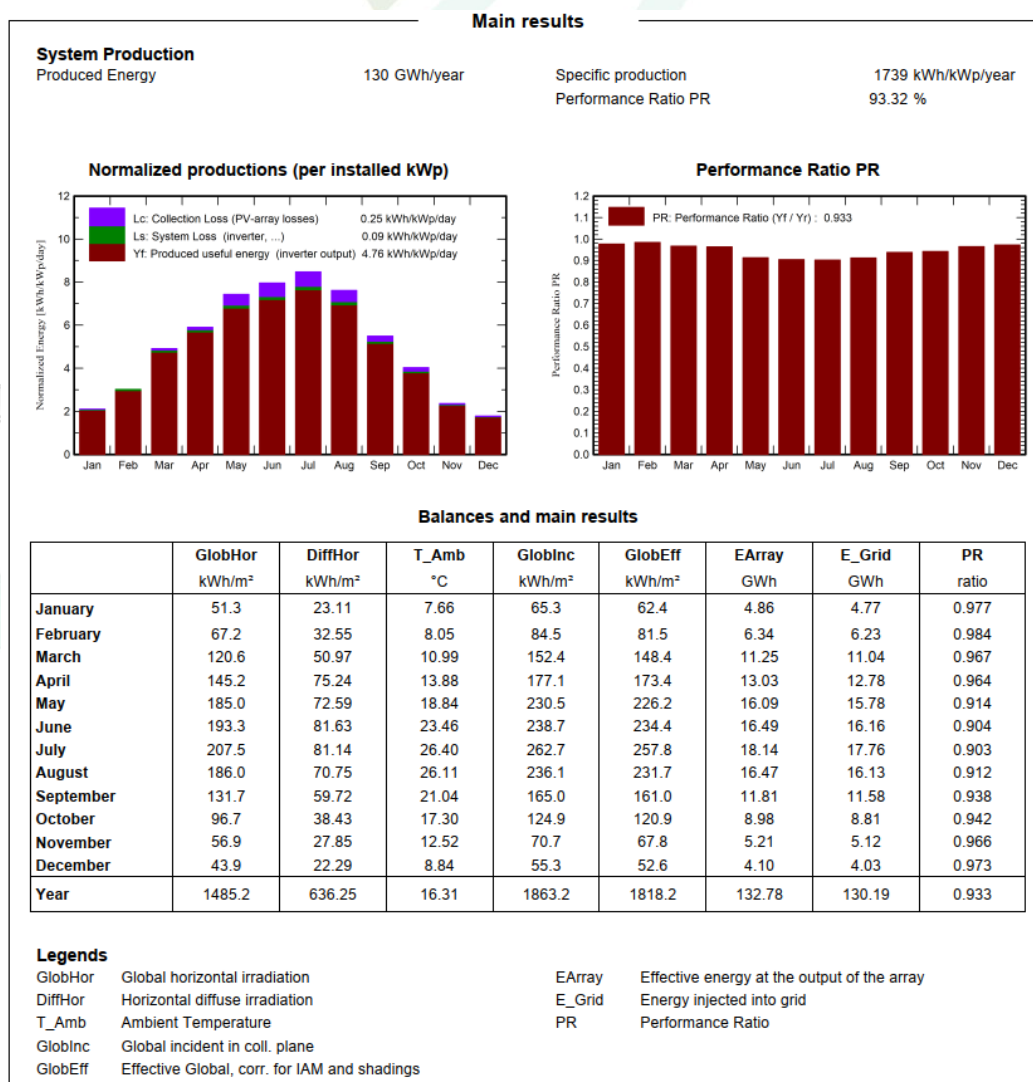 Main results
System Production
Produced Energy 130 GWh/year Specific production 1739 kWh/kWp/year
Performance Ratio PR 93.32 %
Normalized productions (per installed kWp)
Normalized Energy [kWh/kWp/day]
12
10
8
6
4
2
0
Lc: Collection Loss (PV-array losses) 0.25 kWh/kWp/day
Ls: System Loss (inverter, ...) 0.09 kWh/kWp/day
Yf: Produced useful energy (inverter output) 4.76 kWh/kWp/day
Jan Feb Mar Apr May Jun Jul Aug Sep Oct Nov Dec
Performance Ratio PR
Performance Ratio PR
1.2
1.1
1.0
0.9
0.8
0.7
0.6
0.5
0.4
0.3
0.2
0.1
0.0
PR: Performance Ratio (Yf / Yr) : 0.933
Jan Feb Mar Apr May Jun Jul Aug Sep Oct Nov Dec
Balances and main results
GlobHor DiffHor T_Amb GlobInc GlobEff EArray E_Grid PR
kWh/m² kWh/m² °C kWh/m² kWh/m² GWh GWh ratio
January 51.3 23.11 7.66 65.3 62.4 4.86 4.77 0.977
February 67.2 32.55 8.05 84.5 81.5 6.34 6.23 0.984
March 120.6 50.97 10.99 152.4 148.4 11.25 11.04 0.967
April 145.2 75.24 13.88 177.1 173.4 13.03 12.78 0.964
May 185.0 72.59 18.84 230.5 226.2 16.09 15.78 0.914
June 193.3 81.63 23.46 238.7 234.4 16.49 16.16 0.904
July 207.5 81.14 26.40 262.7 257.8 18.14 17.76 0.903
August 186.0 70.75 26.11 236.1 231.7 16.47 16.13 0.912
September 131.7 59.72 21.04 165.0 161.0 11.81 11.58 0.938
October 96.7 38.43 17.30 124.9 120.9 8.98 8.81 0.942
November 56.9 27.85 12.52 70.7 67.8 5.21 5.12 0.966
December 43.9 22.29 8.84 55.3 52.6 4.10 4.03 0.973
Year 1485.2 636.25 16.31 1863.2 1818.2 132.78 130.19 0.933
Legends
GlobHor Global horizontal irradiation EArray Effective energy at the output of the array
DiffHor Horizontal diffuse irradiation E_Grid Energy injected into grid
T_Amb Ambient Temperature PR Performance Ratio
GlobInc Global incident in coll. plane
GlobEff Effective Global, corr. for IAM and shadings